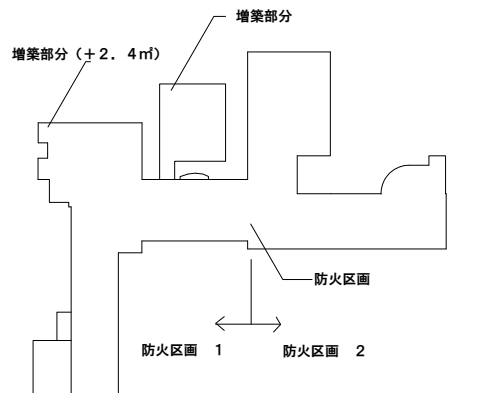 増築部分
増築部分（＋２．４㎡）
防火区画
防火区画　１
防火区画　２